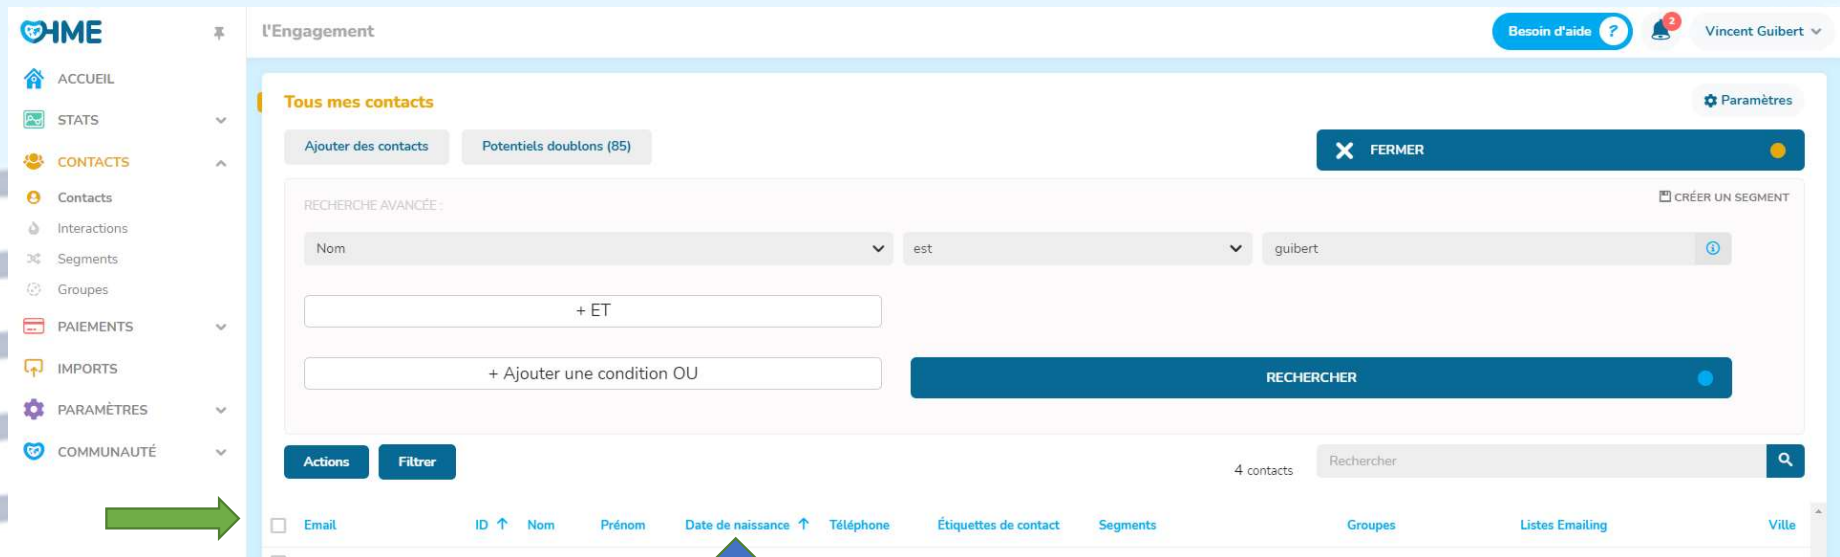 OHME
l'Engagement
Besoin d'aide ?
2
Vincent Guibert
ACCUEIL
STATS
CONTACTS
Contacts
Interactions
Segments
Groupes
PAIEMENTS
IMPORTS
PARAMÈTRES
COMMUNAUTÉ
Tous mes contacts
Paramètres
Ajouter des contacts
Potentiels doublons (85)
FERMER
RECHERCHE AVANCÉE :
CRÉER UN SEGMENT
Nom
est
guibert
+ ET
+ Ajouter une condition OU
RECHERCHER
Actions
Filtrer
4 contacts
Rechercher
Email
ID ↑
Nom
Prénom
Date de naissance ↑
Téléphone
Étiquettes de contact
Segments
Groupes
Listes Emailing
Ville